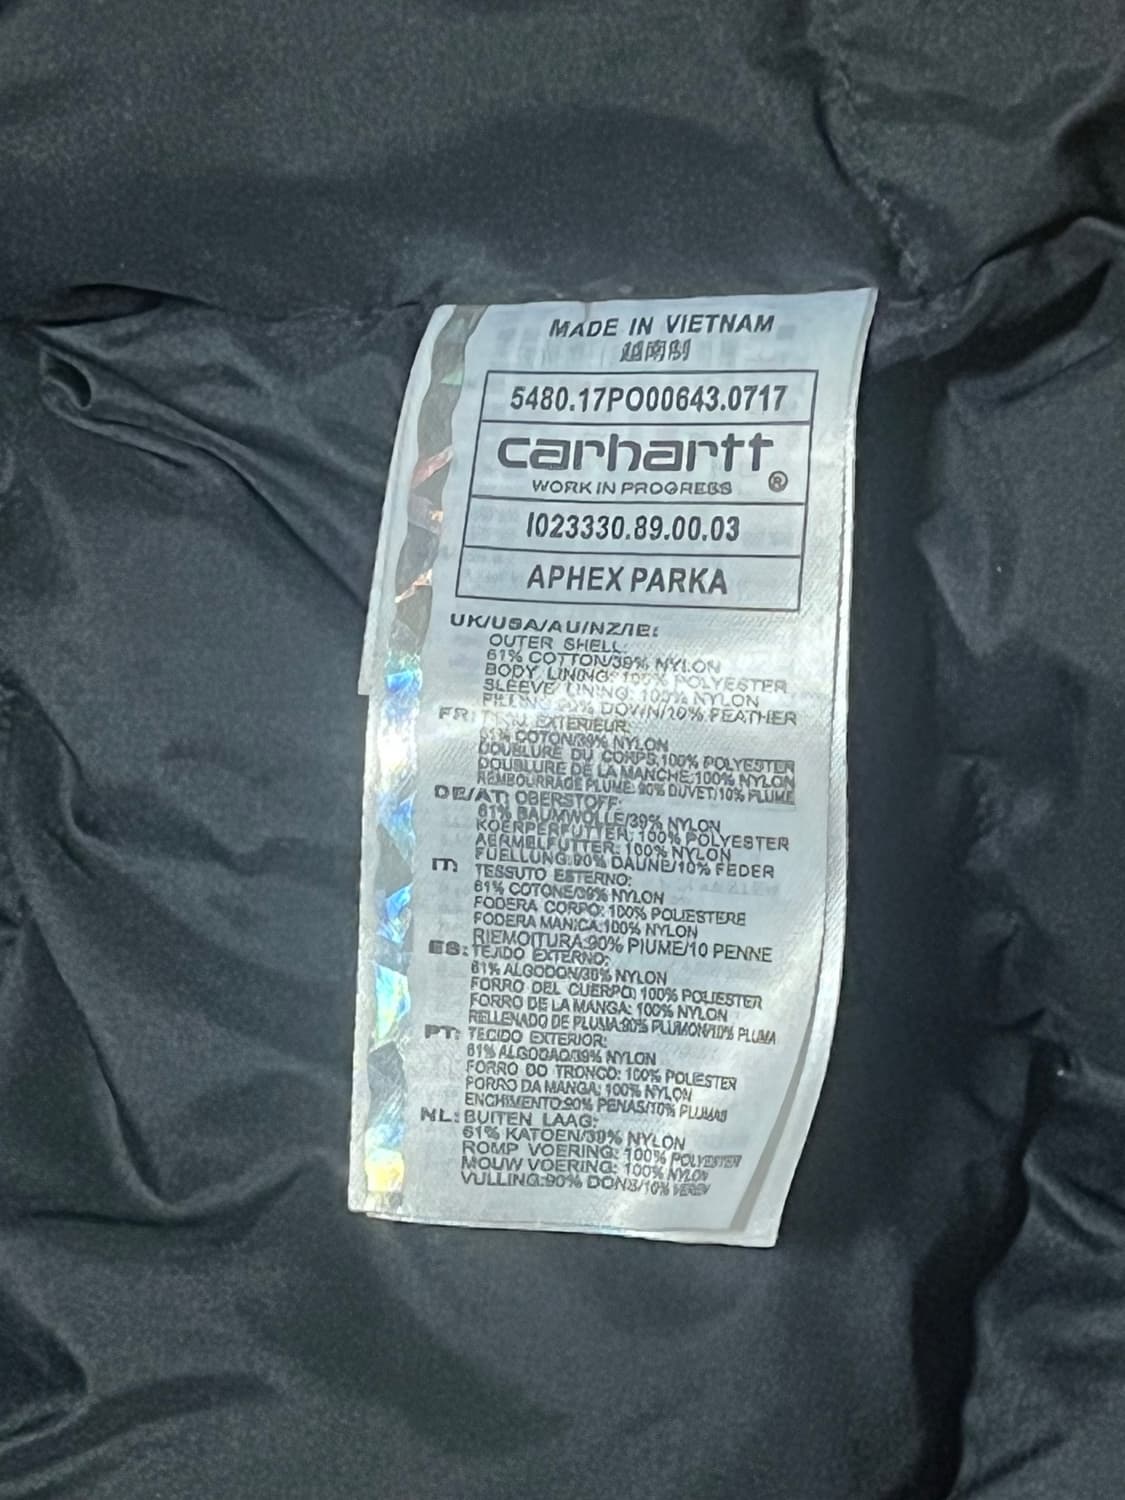 MADE IN VIETNAM
越南制
5480.17PO00643.0717
carhartt
WORK IN PROGRESS ®
I023330.89.00.03
APHEX PARKA
UK/USA/AU/NZ/IE:
OUTER SHELL:
61% COTTON/39% NYLON
BODY LINING: 100% POLYESTER
SLEEVE LINING: 100% NYLON
FILLING: 90% DOWN/10% FEATHER
FR: TISSU EXTERIEUR:
61% COTON/39% NYLON
DOUBLURE DU CORPS: 100% POLYESTER
DOUBLURE DE LA MANCHE: 100% NYLON
REMBOURRAGE PLUME: 90% DUVET/10% PLUME
DE/AT: OBERSTOFF:
61% BAUMWOLLE/39% NYLON
KOERPERFUTTER: 100% POLYESTER
AERMELFUTTER: 100% NYLON
FUELLUNG:90% DAUNE/10% FEDER
IT: TESSUTO ESTERNO:
61% COTONE/39% NYLON
FODERA CORPO: 100% POLIESTERE
FODERA MANICA:100% NYLON
RIEMOITURA:90% PIUME/10 PENNE
ES: TEJIDO EXTERNO:
61% ALGODON/39% NYLON
FORRO DEL CUERPO: 100% POLIESTER
FORRO DE LA MANGA: 100% NYLON
RELLENADO DE PLUMA:90% PLUMON/10% PLUMA
PT: TECIDO EXTERIOR:
61% ALGODAO/39% NYLON
FORRO DO TRONCO: 100% POLIESTER
FORRO DA MANGA: 100% NYLON
ENCHIMENTO:90% PENAS/10% PLUMAS
NL: BUITEN LAAG:
61% KATOEN/39% NYLON
ROMP VOERING: 100% POLYESTER
MOUW VOERING: 100% NYLON
VULLING:90% DONS/10% VEREN